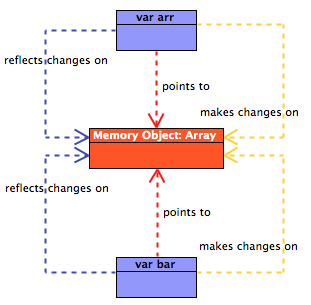 var arr
reflects changes on
points to
makes changes on
Memory Object: Array
reflects changes on
points to
makes changes on
var bar